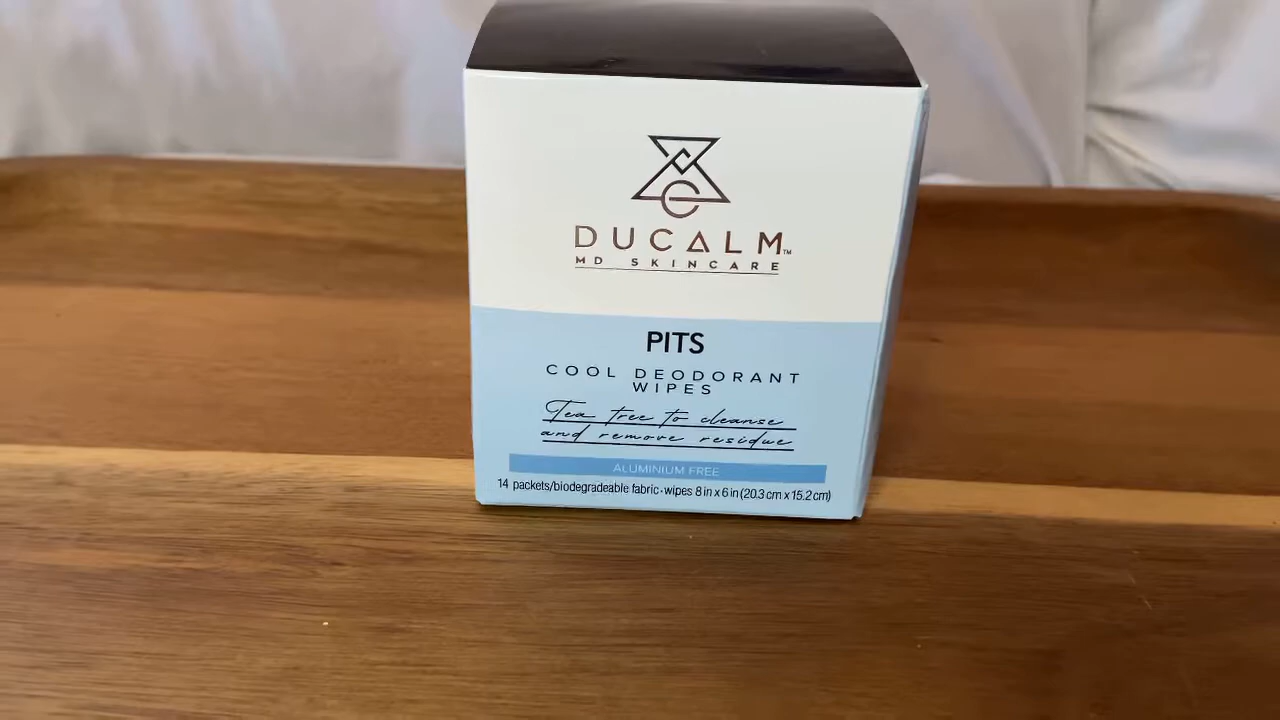 DUCALM™
MD SKINCARE
PITS
COOL DEODORANT
WIPES
Tea tree to cleanse
and remove residue
ALUMINIUM FREE
14 packets/biodegradeable fabric • wipes 8 in x 6 in (20.3 cm x 15.2 cm)